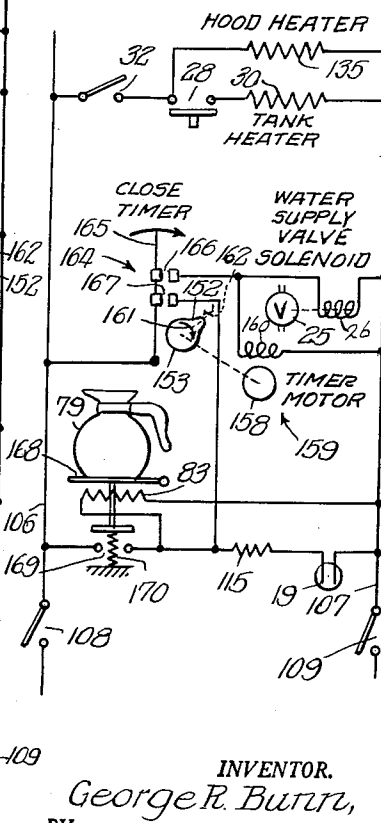 HOOD HEATER
32
28
30
135
TANK
HEATER
CLOSE
TIMER
165
WATER
SUPPLY
VALVE
SOLENOID
162
152
164
166
162
167
152
161
V
160
25
26
153
TIMER
MOTOR
158
159
79
168
83
106
169
170
115
19
107
108
109
109
INVENTOR.
George R. Bunn,
BY